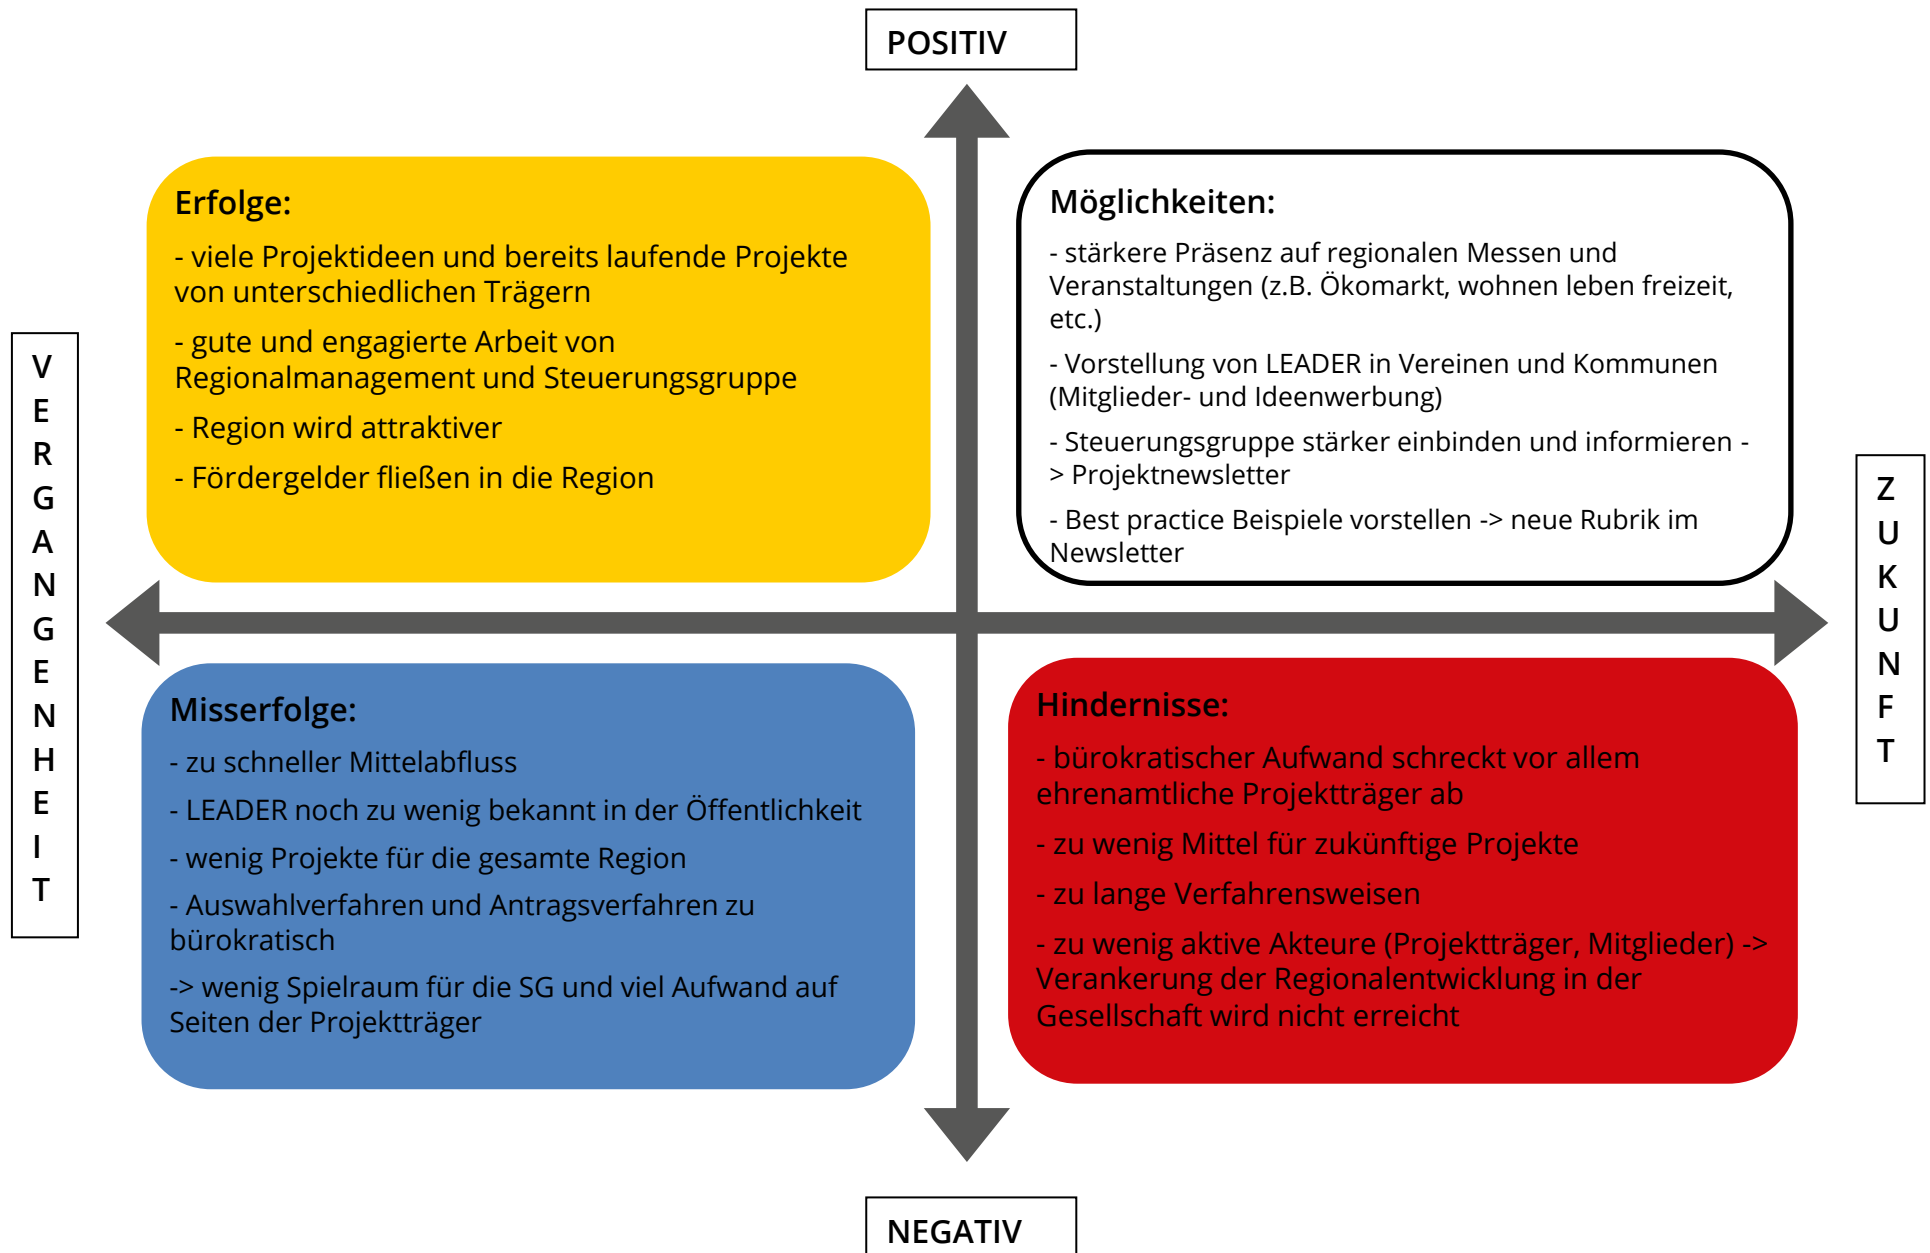 POSITIV
Erfolge:
- viele Projektideen und bereits laufende Projekte
von unterschiedlichen Trägern
- gute und engagierte Arbeit von
Regionalmanagement und Steuerungsgruppe
- Region wird attraktiver
- Fördergelder fließen in die Region
Möglichkeiten:
- stärkere Präsenz auf regionalen Messen und
Veranstaltungen (z.B. Ökomarkt, wohnen leben freizeit,
etc.)
- Vorstellung von LEADER in Vereinen und Kommunen
(Mitglieder- und Ideenwerbung)
- Steuerungsgruppe stärker einbinden und informieren -
> Projektnewsletter
- Best practice Beispiele vorstellen -> neue Rubrik im
Newsletter
V
E
R
G
A
N
G
E
N
H
E
I
T
Z
U
K
U
N
F
T
Misserfolge:
- zu schneller Mittelabfluss
- LEADER noch zu wenig bekannt in der Öffentlichkeit
- wenig Projekte für die gesamte Region
- Auswahlverfahren und Antragsverfahren zu
bürokratisch
-> wenig Spielraum für die SG und viel Aufwand auf
Seiten der Projektträger
Hindernisse:
- bürokratischer Aufwand schreckt vor allem
ehrenamtliche Projektträger ab
- zu wenig Mittel für zukünftige Projekte
- zu lange Verfahrensweisen
- zu wenig aktive Akteure (Projektträger, Mitglieder) ->
Verankerung der Regionalentwicklung in der
Gesellschaft wird nicht erreicht
NEGATIV